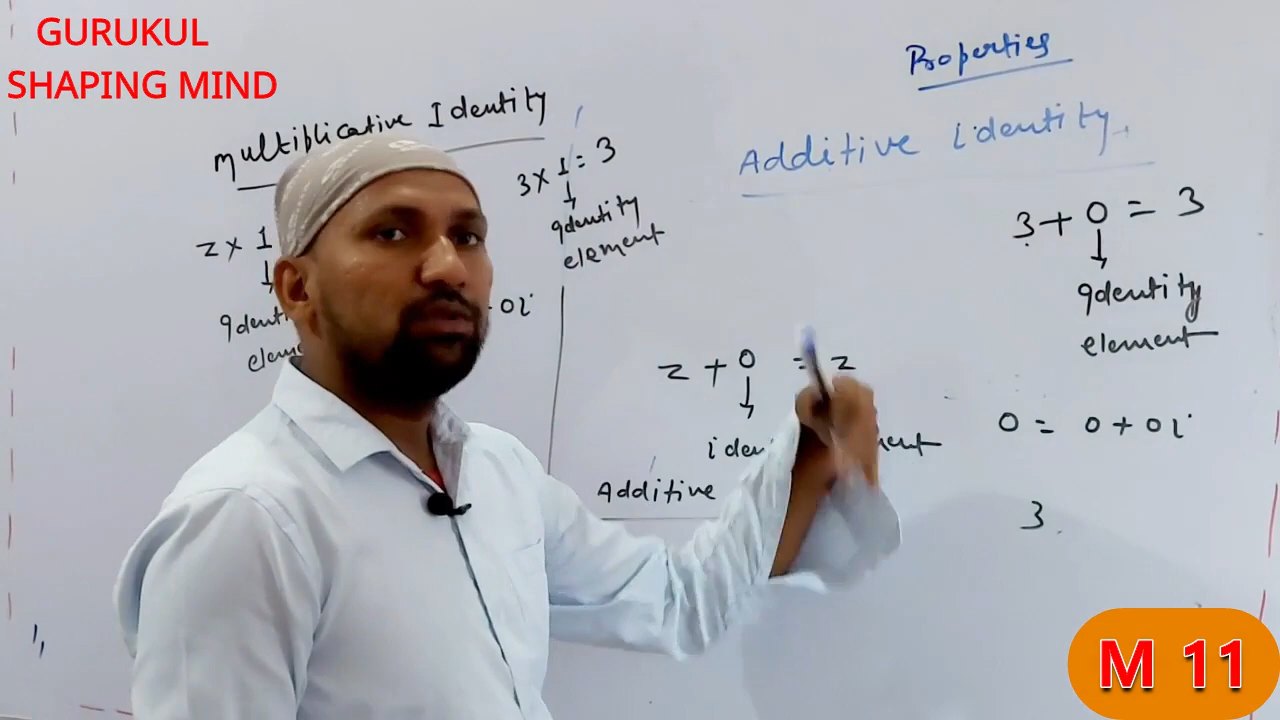 GURUKUL
SHAPING MIND
Properties
Multiplicative Identity
Additive identity
3 × 1 = 3
Identity
element
z × 1
3 + 0 = 3
Identity
element
+ 0i
z + 0 = z
0 = 0 + 0i
Additive
3
M 11